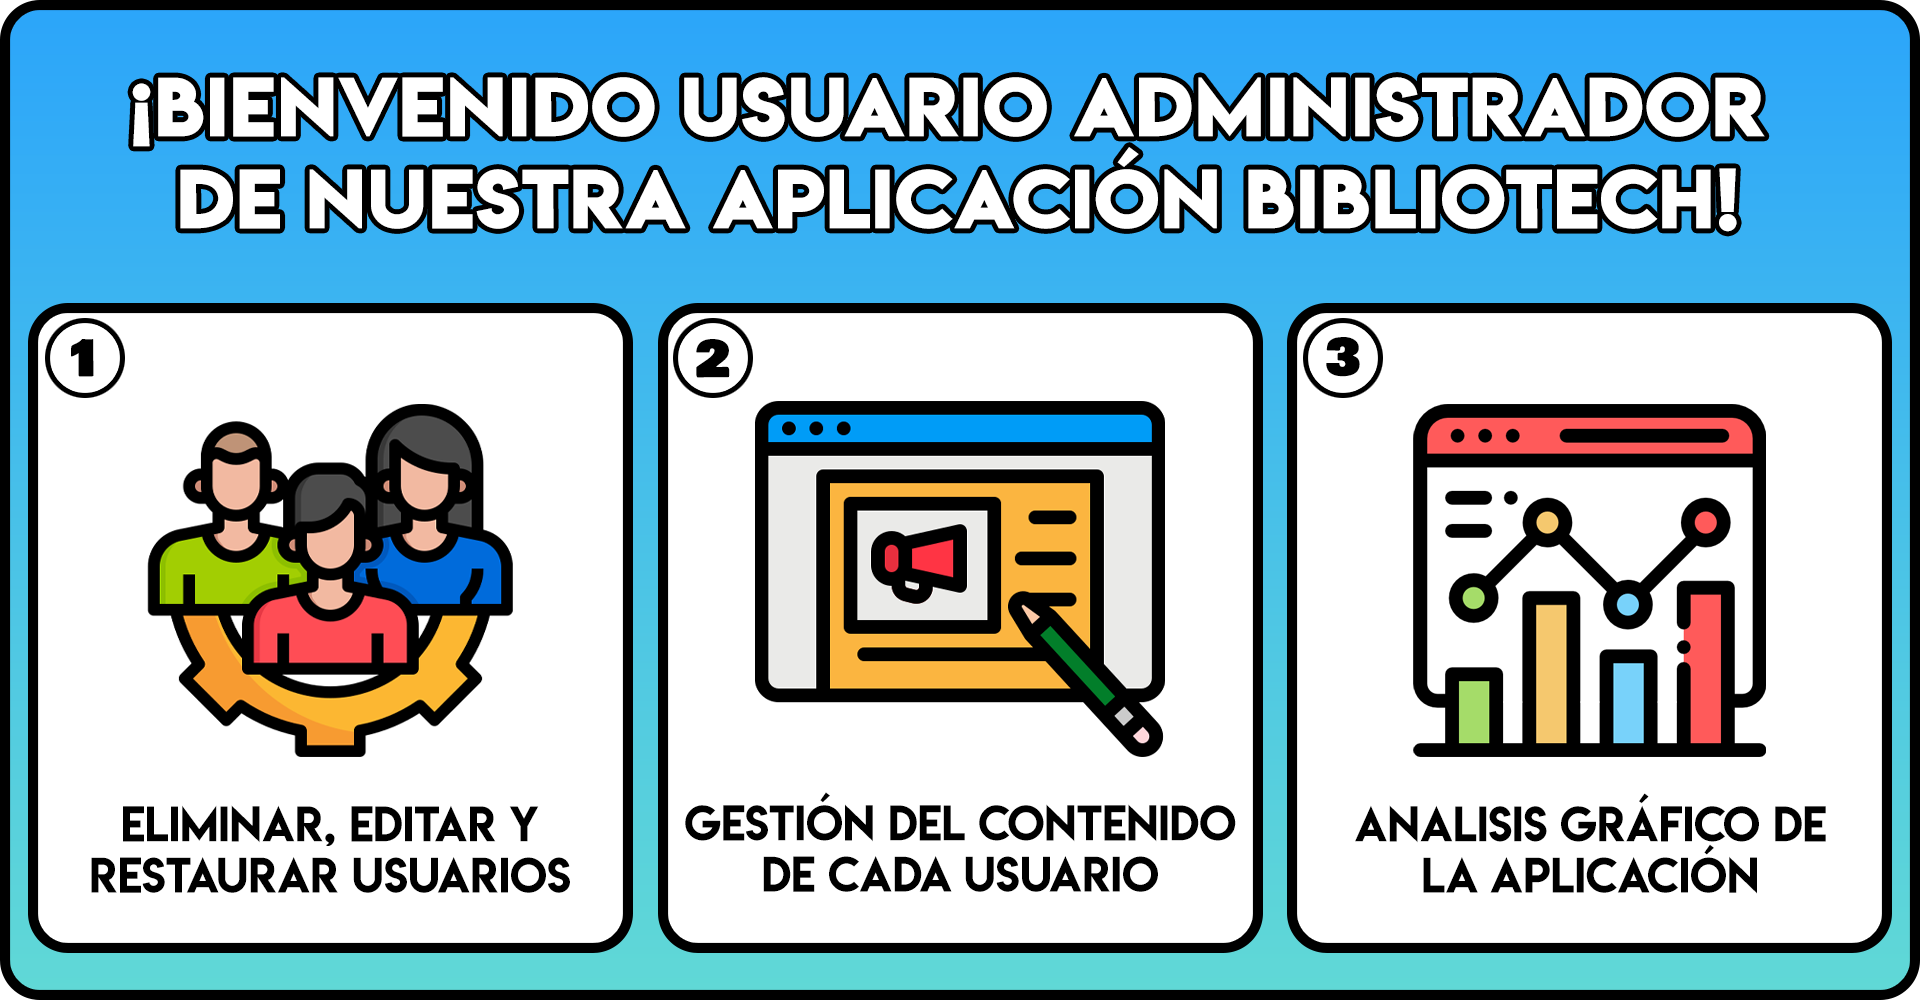 ¡BIENVENIDO USUARIO ADMINISTRADOR
DE NUESTRA APLICACIÓN BIBLIOTECH!
1
ELIMINAR, EDITAR Y
RESTAURAR USUARIOS
2
GESTIÓN DEL CONTENIDO
DE CADA USUARIO
3
ANALISIS GRÁFICO DE
LA APLICACIÓN